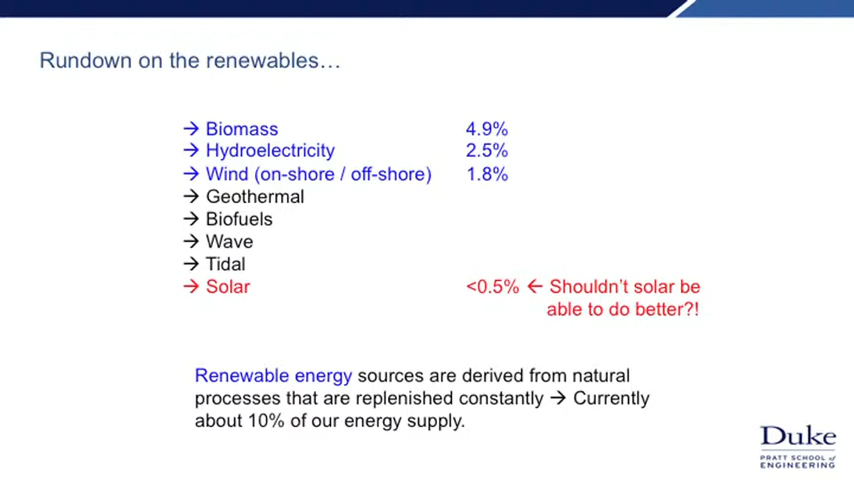 Rundown on the renewables…
→ Biomass 4.9%
→ Hydroelectricity 2.5%
→ Wind (on-shore / off-shore) 1.8%
→ Geothermal
→ Biofuels
→ Wave
→ Tidal
→ Solar <0.5% ← Shouldn’t solar be
able to do better?!
Renewable energy sources are derived from natural
processes that are replenished constantly → Currently
about 10% of our energy supply.
Duke
PRATT SCHOOL of
ENGINEERING